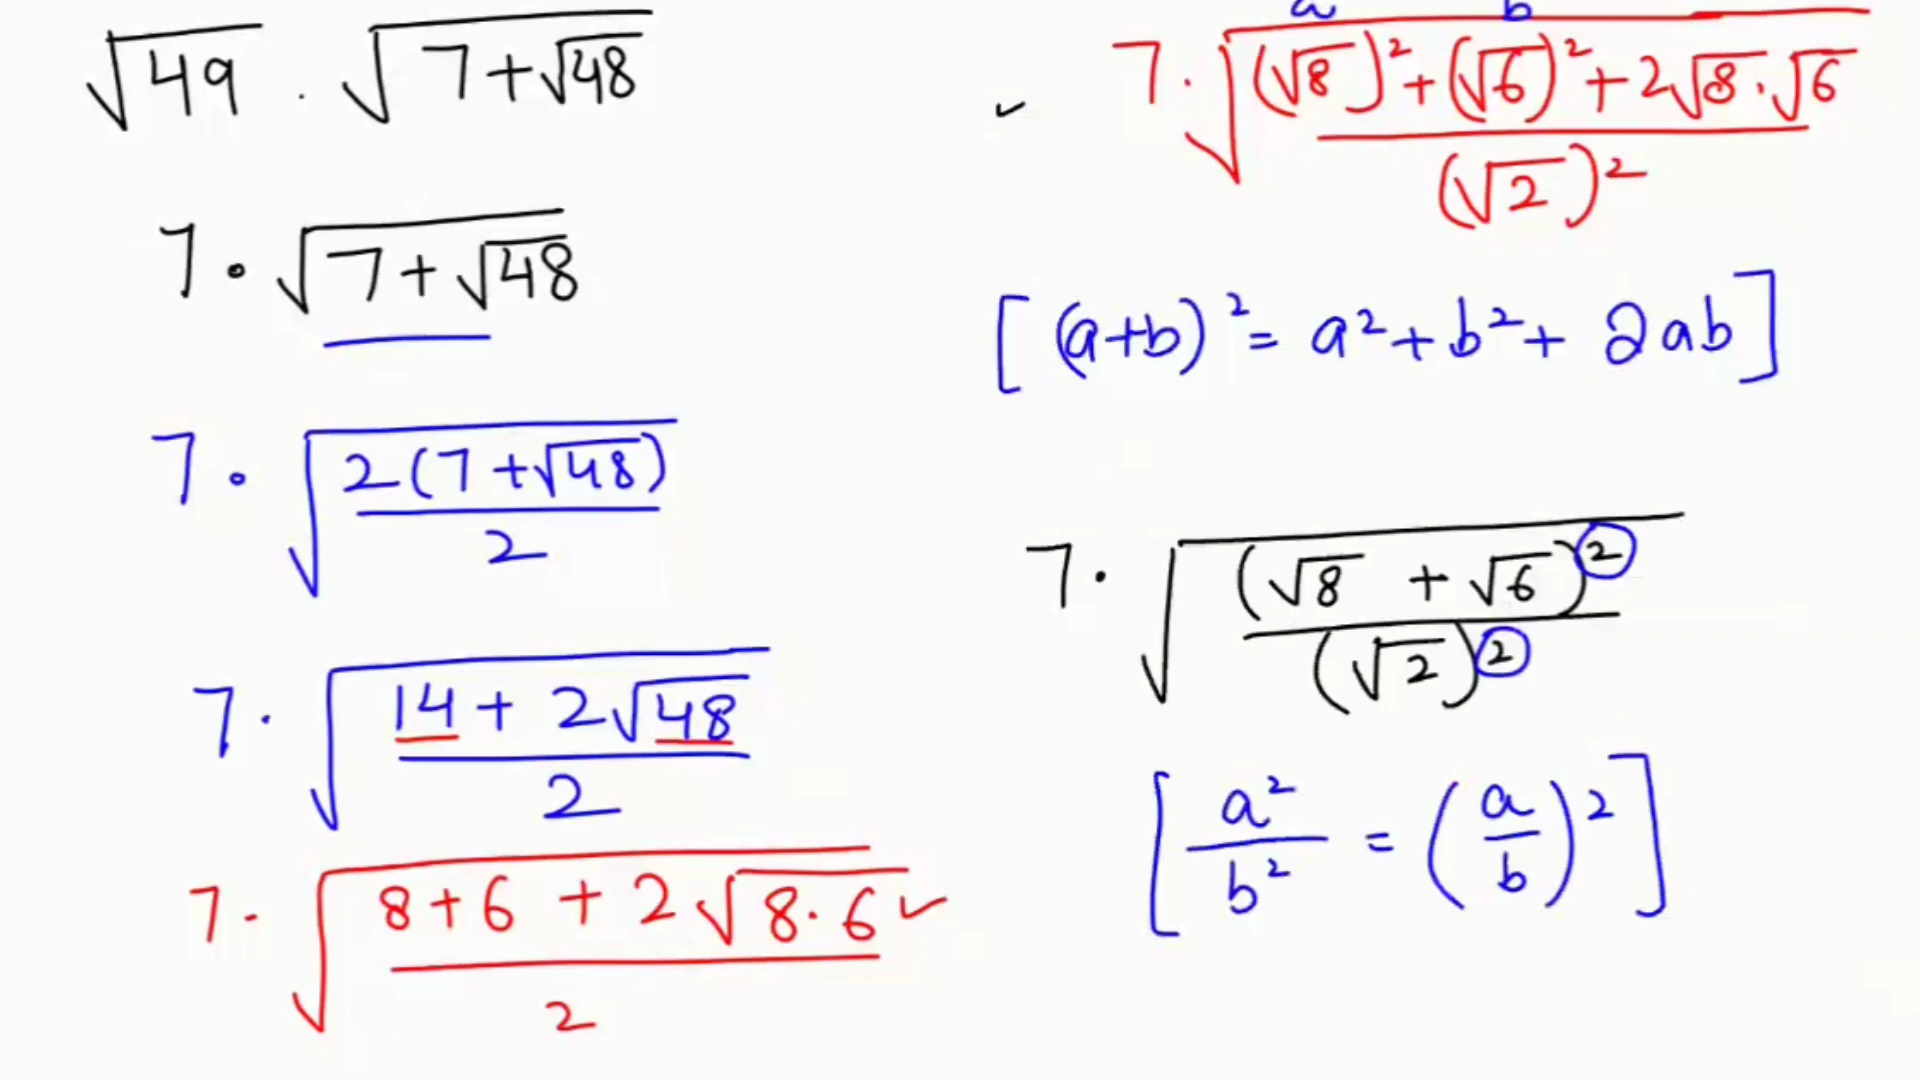 √49 . √(7+√48)
7 • √(7+√48)
7 • √(2(7+√48)/2)
7 · √((14 + 2√48)/2)
7 · √((8+6 + 2√(8·6))/2) ✓
a b
✓ 7 · √(((√8)²+(√6)²+2√8·√6)/(√2)²)
[(a+b)² = a²+b²+ 2ab]
7 · √((√8 + √6)²/(√2)²)
[a²/b² = (a/b)²]